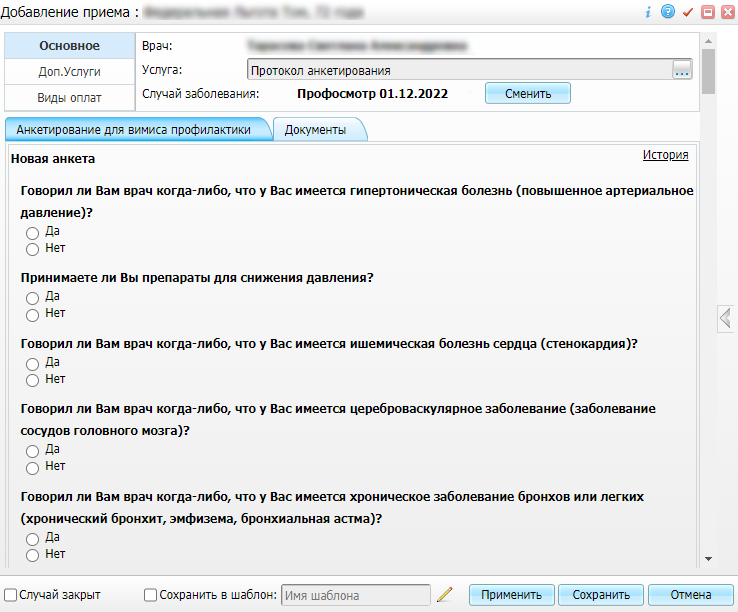 Добавление приема :
Основное
Доп.Услуги
Виды оплат
Врач:
Услуга: Протокол анкетирования ...
Случай заболевания: Профосмотр 01.12.2022 Сменить
Анкетирование для вимиса профилактики Документы
Новая анкета История
Говорил ли Вам врач когда-либо, что у Вас имеется гипертоническая болезнь (повышенное артериальное
давление)?
Да
Нет
Принимаете ли Вы препараты для снижения давления?
Да
Нет
Говорил ли Вам врач когда-либо, что у Вас имеется ишемическая болезнь сердца (стенокардия)?
Да
Нет
Говорил ли Вам врач когда-либо, что у Вас имеется цереброваскулярное заболевание (заболевание
сосудов головного мозга)?
Да
Нет
Говорил ли Вам врач когда-либо, что у Вас имеется хроническое заболевание бронхов или легких
(хронический бронхит, эмфизема, бронхиальная астма)?
Да
Нет
Случай закрыт Сохранить в шаблон: Имя шаблона Применить Сохранить Отмена